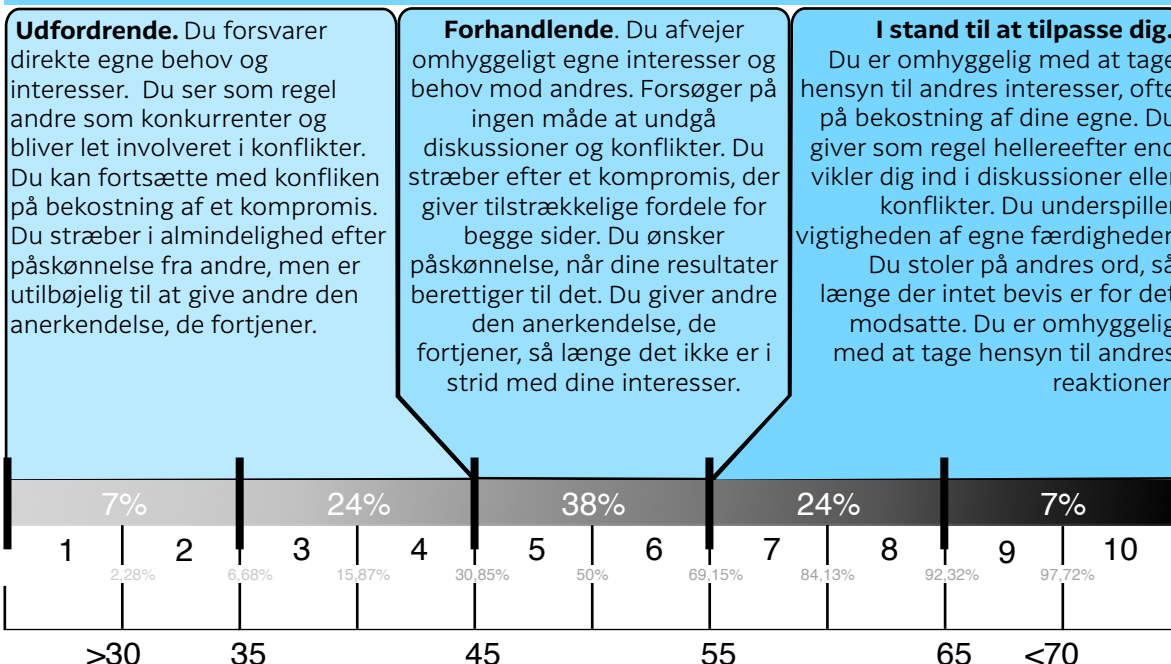 Udfordrende. Du forsvarer
direkte egne behov og
interesser. Du ser som regel
andre som konkurrenter og
bliver let involveret i konflikter.
Du kan fortsætte med konfliken
på bekostning af et kompromis.
Du stræber i almindelighed efter
påskønnelse fra andre, men er
utilbøjelig til at give andre den
anerkendelse, de fortjener.
Forhandlende. Du afvejer
omhyggeligt egne interesser og
behov mod andres. Forsøger på
ingen måde at undgå
diskussioner og konflikter. Du
stræber efter et kompromis, der
giver tilstrækkelige fordele for
begge sider. Du ønsker
påskønnelse, når dine resultater
berettiger til det. Du giver andre
den anerkendelse, de
fortjener, så længe det ikke er i
strid med dine interesser.
I stand til at tilpasse dig.
Du er omhyggelig med at tage
hensyn til andres interesser, ofte
på bekostning af dine egne. Du
giver som regel hellereefter end
vikler dig ind i diskussioner eller
konflikter. Du underspiller
vigtigheden af egne færdigheder
Du stoler på andres ord, så
længe der intet bevis er for det
modsatte. Du er omhyggelig
med at tage hensyn til andres
reaktioner
7% 24% 38% 24% 7%
1 2 3 4 5 6 7 8 9 10
2,28% 6,68% 15,87% 30,85% 50% 69,15% 84,13% 92,32% 97,72%
>30 35 45 55 65 <70